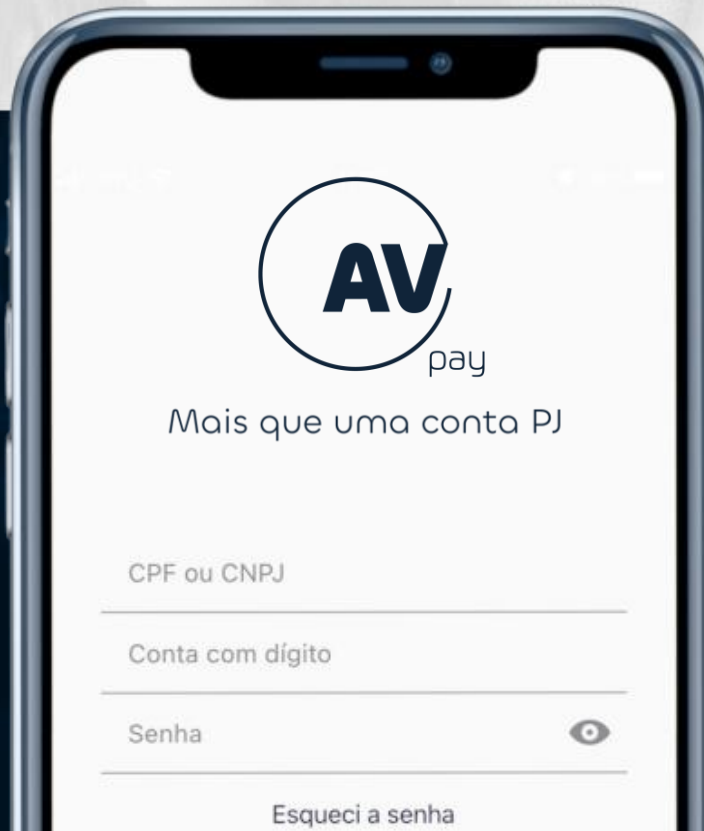 AV
pay
Mais que uma conta PJ
CPF ou CNPJ
Conta com dígito
Senha
Esqueci a senha